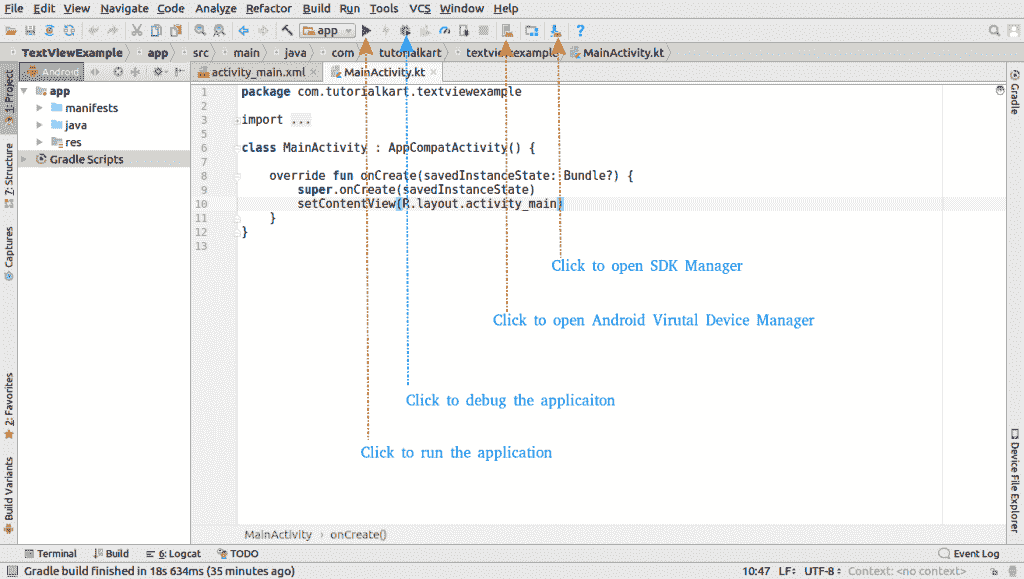 File Edit View Navigate Code Analyze Refactor Build Run Tools VCS Window Help
app
TextViewExample app src main java com tutorialkart textviewexample MainActivity.kt
1: Project
Android
activity_main.xml
MainActivity.kt
Gradle
app
manifests
java
res
Gradle Scripts
7: Structure
Captures
2: Favorites
Build Variants
1 package com.tutorialkart.textviewexample
2
3 import ...
5
6 class MainActivity : AppCompatActivity() {
7
8 override fun onCreate(savedInstanceState: Bundle?) {
9 super.onCreate(savedInstanceState)
10 setContentView(R.layout.activity_main)
11 }
12 }
13
Click to open SDK Manager
Click to open Android Virutal Device Manager
Click to debug the applicaiton
Click to run the application
Device File Explorer
MainActivity › onCreate()
Terminal Build 6: Logcat TODO Event Log
Gradle build finished in 18s 634ms (35 minutes ago) 10:47 LF: UTF-8: Context: <no context>